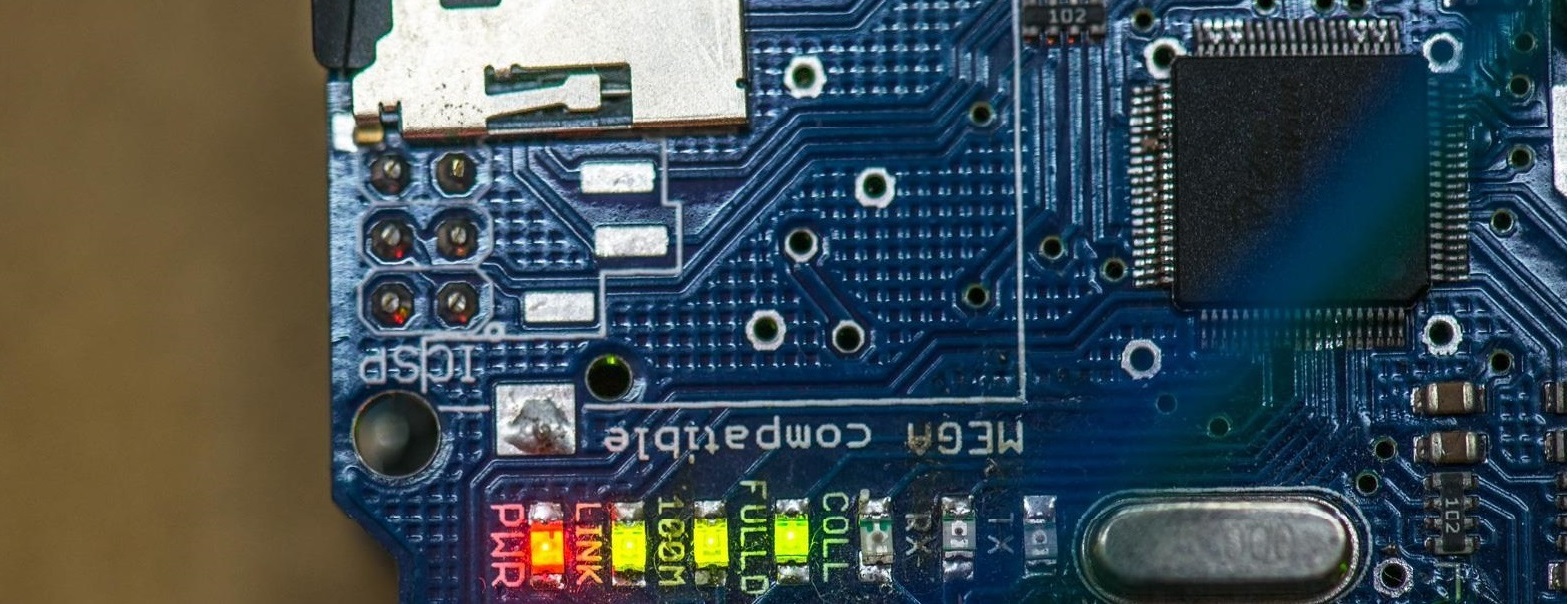 102
ICSP
MEGA compatible
PWR
LINK
100M
FULLD
COLL
RX
TX
102